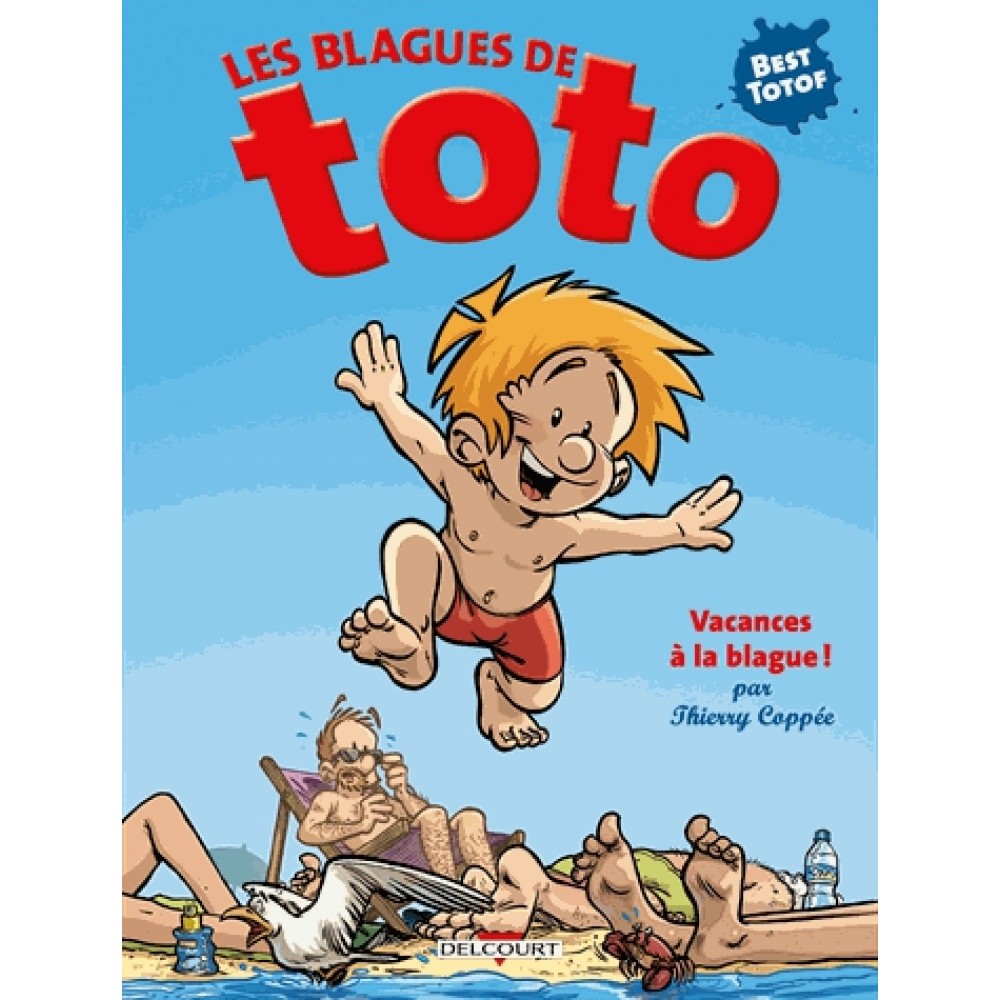 LES BLAGUES DE
toto
BEST
TOTOF
Vacances
à la blague !
par
Thierry Coppée
DELCOURT